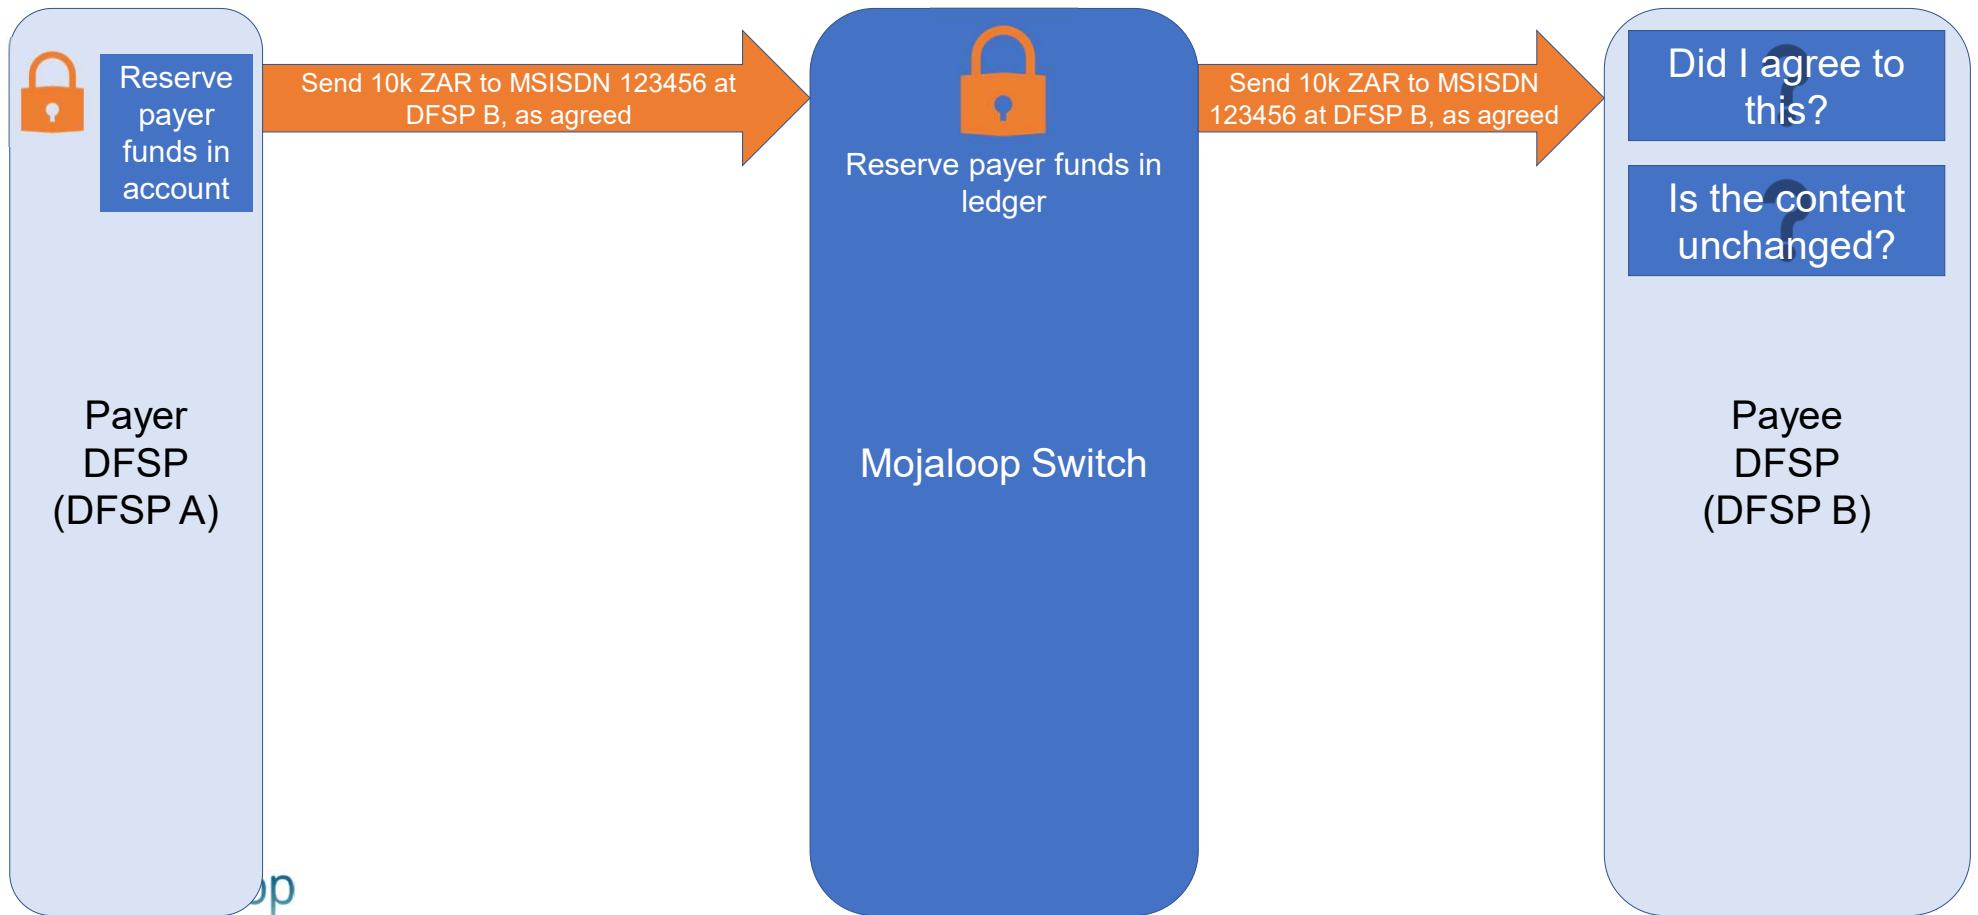 Reserve
payer
funds in
account
Send 10k ZAR to MSISDN 123456 at
DFSP B, as agreed
Reserve payer funds in
ledger
Send 10k ZAR to MSISDN
123456 at DFSP B, as agreed
Did I agree to
this?
Is the content
unchanged?
Payer
DFSP
(DFSP A)
Mojaloop Switch
Payee
DFSP
(DFSP B)